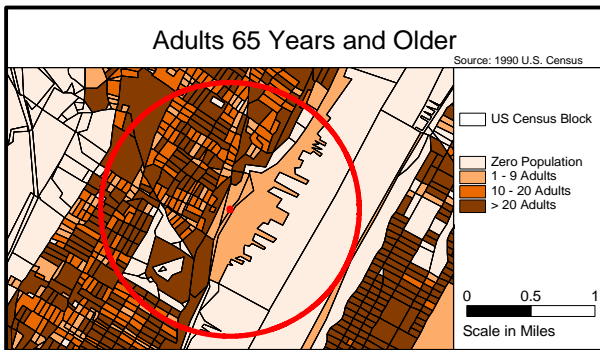 Adults 65 Years and Older
Source: 1990 U.S. Census
US Census Block
Zero Population
1 - 9 Adults
10 - 20 Adults
> 20 Adults
0 0.5 1
Scale in Miles